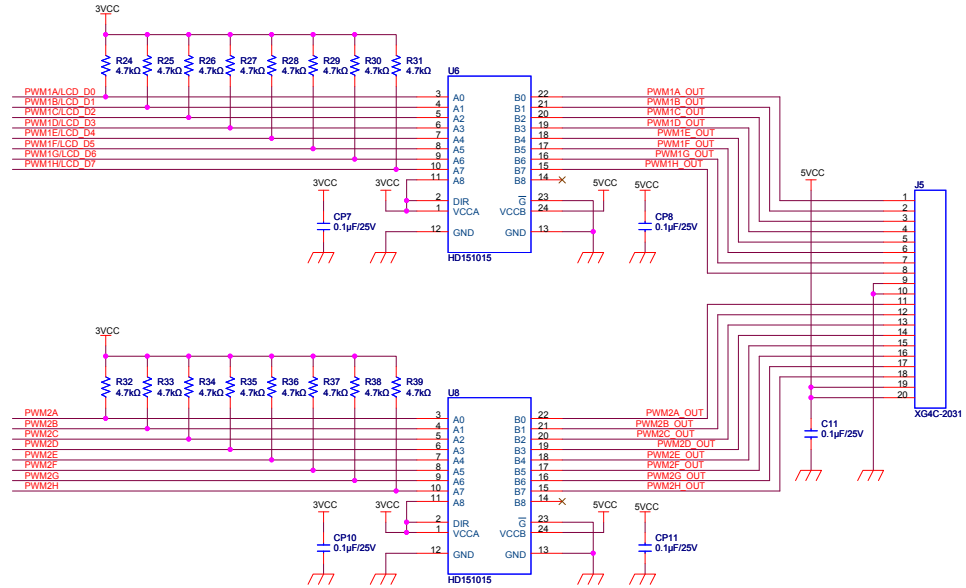 3VCC
R24 R25 R26 R27 R28 R29 R30 R31
4.7kΩ 4.7kΩ 4.7kΩ 4.7kΩ 4.7kΩ 4.7kΩ 4.7kΩ 4.7kΩ
U6
PWM1A/LCD_D0 3 A0 B0 22 PWM1A_OUT
PWM1B/LCD_D1 4 A1 B1 21 PWM1B_OUT
PWM1C/LCD_D2 5 A2 B2 20 PWM1C_OUT
PWM1D/LCD_D3 6 A3 B3 19 PWM1D_OUT
PWM1E/LCD_D4 7 A4 B4 18 PWM1E_OUT
PWM1F/LCD_D5 8 A5 B5 17 PWM1F_OUT
PWM1G/LCD_D6 9 A6 B6 16 PWM1G_OUT
PWM1H/LCD_D7 10 A7 B7 15 PWM1H_OUT
11 A8 B8 14
3VCC 3VCC 5VCC 5VCC
2 DIR G 23
1 VCCA VCCB 24
CP7
0.1µF/25V
CP8
0.1µF/25V
12 GND GND 13
HD151015
5VCC
J5
1
2
3
4
5
6
7
8
9
10
11
12
13
14
15
16
17
18
19
20
XG4C-2031
C11
0.1µF/25V
3VCC
R32 R33 R34 R35 R36 R37 R38 R39
4.7kΩ 4.7kΩ 4.7kΩ 4.7kΩ 4.7kΩ 4.7kΩ 4.7kΩ 4.7kΩ
U8
PWM2A 3 A0 B0 22 PWM2A_OUT
PWM2B 4 A1 B1 21 PWM2B_OUT
PWM2C 5 A2 B2 20 PWM2C_OUT
PWM2D 6 A3 B3 19 PWM2D_OUT
PWM2E 7 A4 B4 18 PWM2E_OUT
PWM2F 8 A5 B5 17 PWM2F_OUT
PWM2G 9 A6 B6 16 PWM2G_OUT
PWM2H 10 A7 B7 15 PWM2H_OUT
11 A8 B8 14
3VCC 3VCC 5VCC 5VCC
2 DIR G 23
1 VCCA VCCB 24
CP10
0.1µF/25V
CP11
0.1µF/25V
12 GND GND 13
HD151015